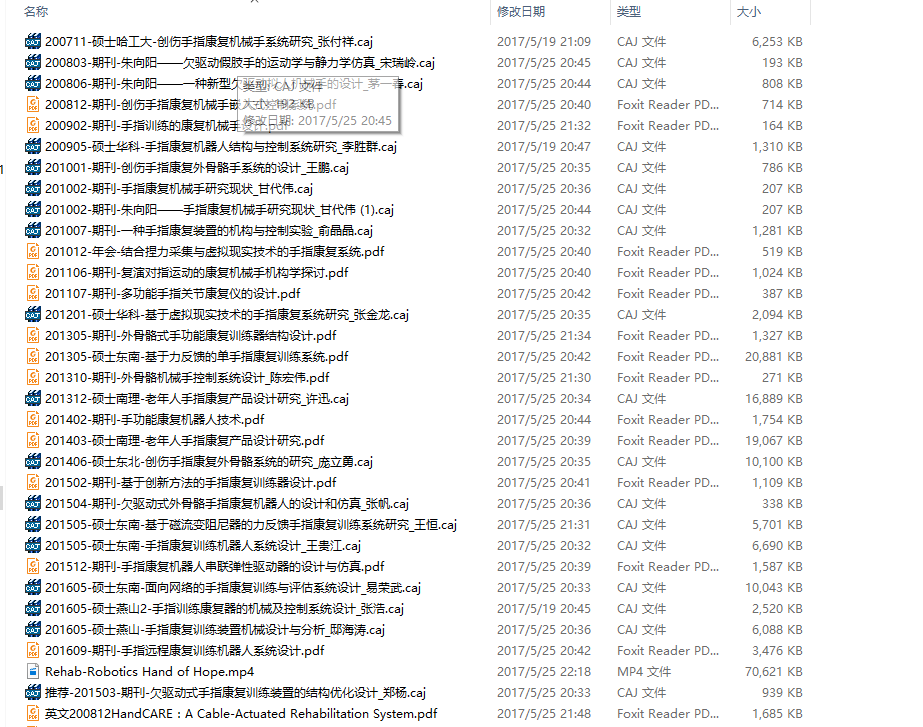 名称 修改日期 类型 大小
200711-硕士哈工大-创伤手指康复机械手系统研究_张付祥.caj 2017/5/19 21:09 CAJ 文件 6,253 KB
200803-期刊-朱向阳——欠驱动假肢手的运动学与静力学仿真_宋瑞岭.caj 2017/5/25 20:45 CAJ 文件 193 KB
200806-期刊-朱向阳——一种新型欠驱动拟人机械手的设计_茅一春.caj 2017/5/25 20:44 CAJ 文件 808 KB
类型: CAJ 文件
200812-期刊-创伤手指康复机械手嵌入式控制系统.pdf 2017/5/25 20:40 Foxit Reader PD... 714 KB
大小: 192 KB
200902-期刊-手指训练的康复机械手设计.pdf 2017/5/25 21:32 Foxit Reader PD... 164 KB
修改日期: 2017/5/25 20:45
200905-硕士华科-手指康复机器人结构与控制系统研究_李胜群.caj 2017/5/19 20:47 CAJ 文件 1,310 KB
201001-期刊-创伤手指康复外骨骼手系统的设计_王鹏.caj 2017/5/25 20:35 CAJ 文件 786 KB
201002-期刊-手指康复机械手研究现状_甘代伟.caj 2017/5/25 20:36 CAJ 文件 207 KB
201002-期刊-朱向阳——手指康复机械手研究现状_甘代伟 (1).caj 2017/5/25 20:44 CAJ 文件 207 KB
201007-期刊-一种手指康复装置的机构与控制实验_俞晶晶.caj 2017/5/25 20:32 CAJ 文件 1,281 KB
201012-年会-结合捏力采集与虚拟现实技术的手指康复系统.pdf 2017/5/25 20:40 Foxit Reader PD... 519 KB
201106-期刊-复演对指运动的康复机械手机构学探讨.pdf 2017/5/25 20:40 Foxit Reader PD... 1,024 KB
201107-期刊-多功能手指关节康复仪的设计.pdf 2017/5/25 20:42 Foxit Reader PD... 387 KB
201201-硕士华科-基于虚拟现实技术的手指康复系统研究_张金龙.caj 2017/5/25 20:35 CAJ 文件 2,094 KB
201305-期刊-外骨骼式手功能康复训练器结构设计.pdf 2017/5/25 21:34 Foxit Reader PD... 1,327 KB
201305-硕士东南-基于力反馈的单手指康复训练系统.pdf 2017/5/25 20:42 Foxit Reader PD... 20,881 KB
201310-期刊-外骨骼机械手控制系统设计_陈宏伟.pdf 2017/5/25 21:30 Foxit Reader PD... 271 KB
201312-硕士南理-老年人手指康复产品设计研究_许迅.caj 2017/5/25 20:34 CAJ 文件 16,889 KB
201402-期刊-手功能康复机器人技术.pdf 2017/5/25 20:44 Foxit Reader PD... 1,754 KB
201403-硕士南理-老年人手指康复产品设计研究.pdf 2017/5/25 20:39 Foxit Reader PD... 19,067 KB
201406-硕士东北-创伤手指康复外骨骼系统的研究_庞立勇.caj 2017/5/25 20:35 CAJ 文件 10,100 KB
201502-期刊-基于创新方法的手指康复训练器设计.pdf 2017/5/25 20:41 Foxit Reader PD... 1,109 KB
201504-期刊-欠驱动式外骨骼手指康复机器人的设计和仿真_张帆.caj 2017/5/25 20:36 CAJ 文件 338 KB
201505-硕士东南-基于磁流变阻尼器的力反馈手指康复训练系统研究_王恒.caj 2017/5/25 21:31 CAJ 文件 5,701 KB
201505-硕士东南-手指康复训练机器人系统设计_王贵江.caj 2017/5/25 20:32 CAJ 文件 6,690 KB
201512-期刊-手指康复机器人串联弹性驱动器的设计与仿真.pdf 2017/5/25 20:39 Foxit Reader PD... 1,587 KB
201605-硕士东南-面向网络的手指康复训练与评估系统设计_易荣武.caj 2017/5/25 20:33 CAJ 文件 10,043 KB
201605-硕士燕山2-手指训练康复器的机械及控制系统设计_张浩.caj 2017/5/19 20:45 CAJ 文件 2,520 KB
201605-硕士燕山-手指康复训练装置机械设计与分析_邸海涛.caj 2017/5/25 20:36 CAJ 文件 6,088 KB
201609-期刊-手指远程康复训练机器人系统设计.pdf 2017/5/25 20:42 Foxit Reader PD... 3,476 KB
Rehab-Robotics Hand of Hope.mp4 2017/5/25 22:18 MP4 文件 70,621 KB
推荐-201503-期刊-欠驱动式手指康复训练装置的结构优化设计_郑杨.caj 2017/5/25 20:33 CAJ 文件 939 KB
英文200812HandCARE：A Cable-Actuated Rehabilitation System.pdf 2017/5/25 21:48 Foxit Reader PD... 1,685 KB